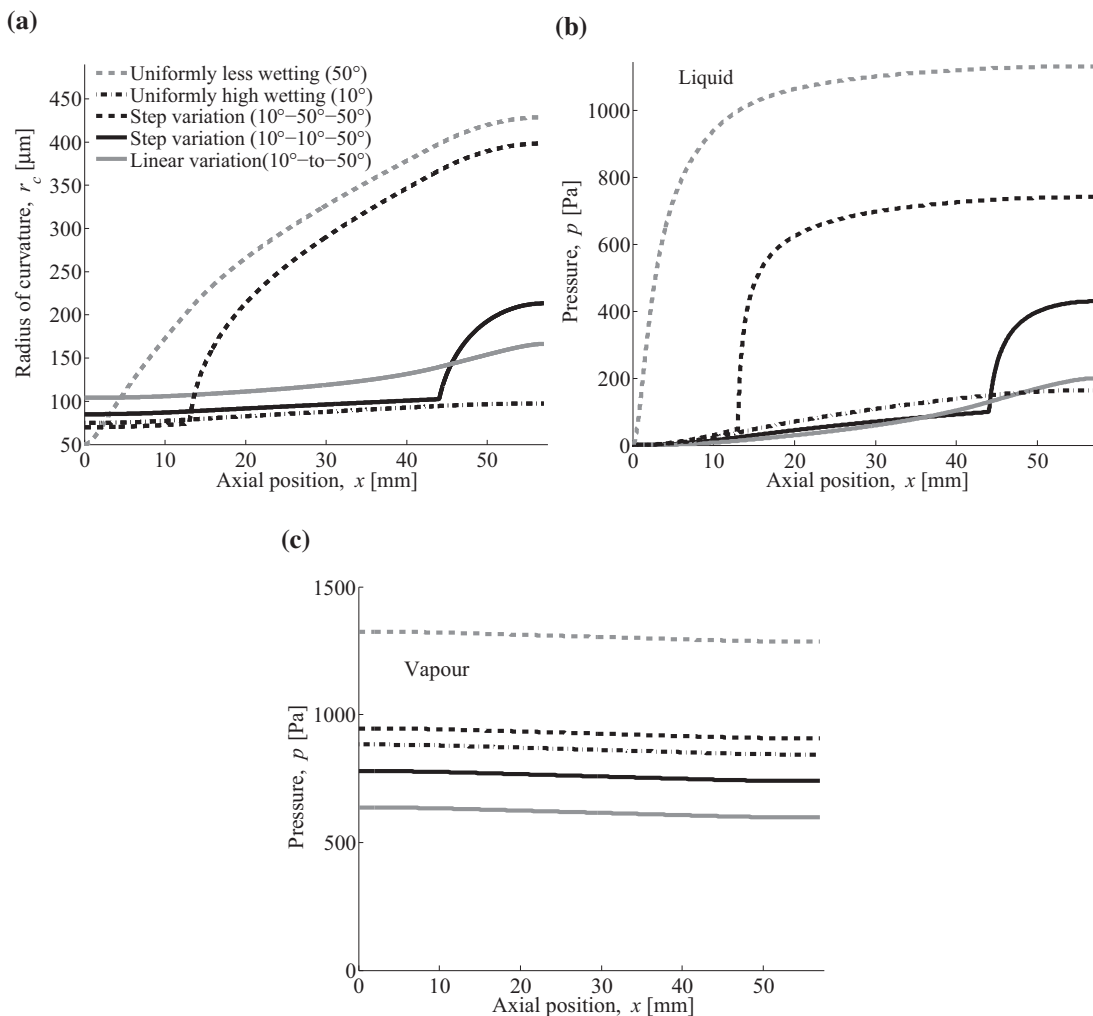 (a)
Uniformly less wetting (50°)
Uniformly high wetting (10°)
Step variation (10°−50°−50°)
Step variation (10°−10°−50°)
Linear variation(10°−to−50°)
Radius of curvature, r_c [µm]
450
400
350
300
250
200
150
100
50
0
10
20
30
40
50
Axial position, x [mm]
(b)
Liquid
Pressure, p [Pa]
1000
800
600
400
200
0
0
10
20
30
40
50
Axial position, x [mm]
(c)
Vapour
Pressure, p [Pa]
1500
1000
500
0
0
10
20
30
40
50
Axial position, x [mm]